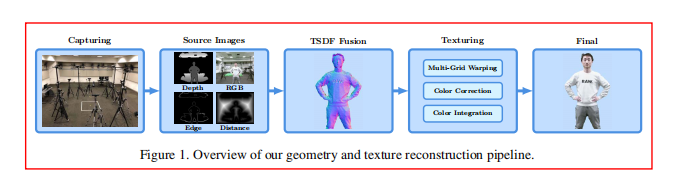 Capturing
Source Images
TSDF Fusion
Texturing
Final
Depth
RGB
Edge
Distance
Multi-Grid Warping
Color Correction
Color Integration
Figure 1. Overview of our geometry and texture reconstruction pipeline.